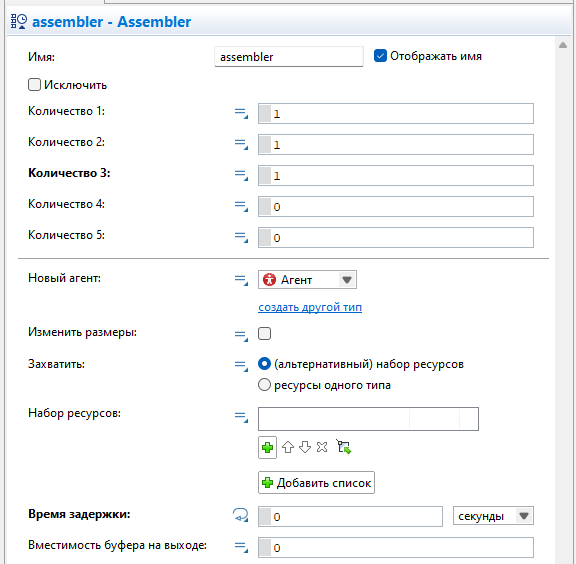 assembler - Assembler
Имя: assembler Отображать имя
Исключить
Количество 1: 1
Количество 2: 1
Количество 3: 1
Количество 4: 0
Количество 5: 0
Новый агент: Агент
создать другой тип
Изменить размеры:
Захватить: (альтернативный) набор ресурсов
ресурсы одного типа
Набор ресурсов:
Добавить список
Время задержки: 0 секунды
Вместимость буфера на выходе: 0